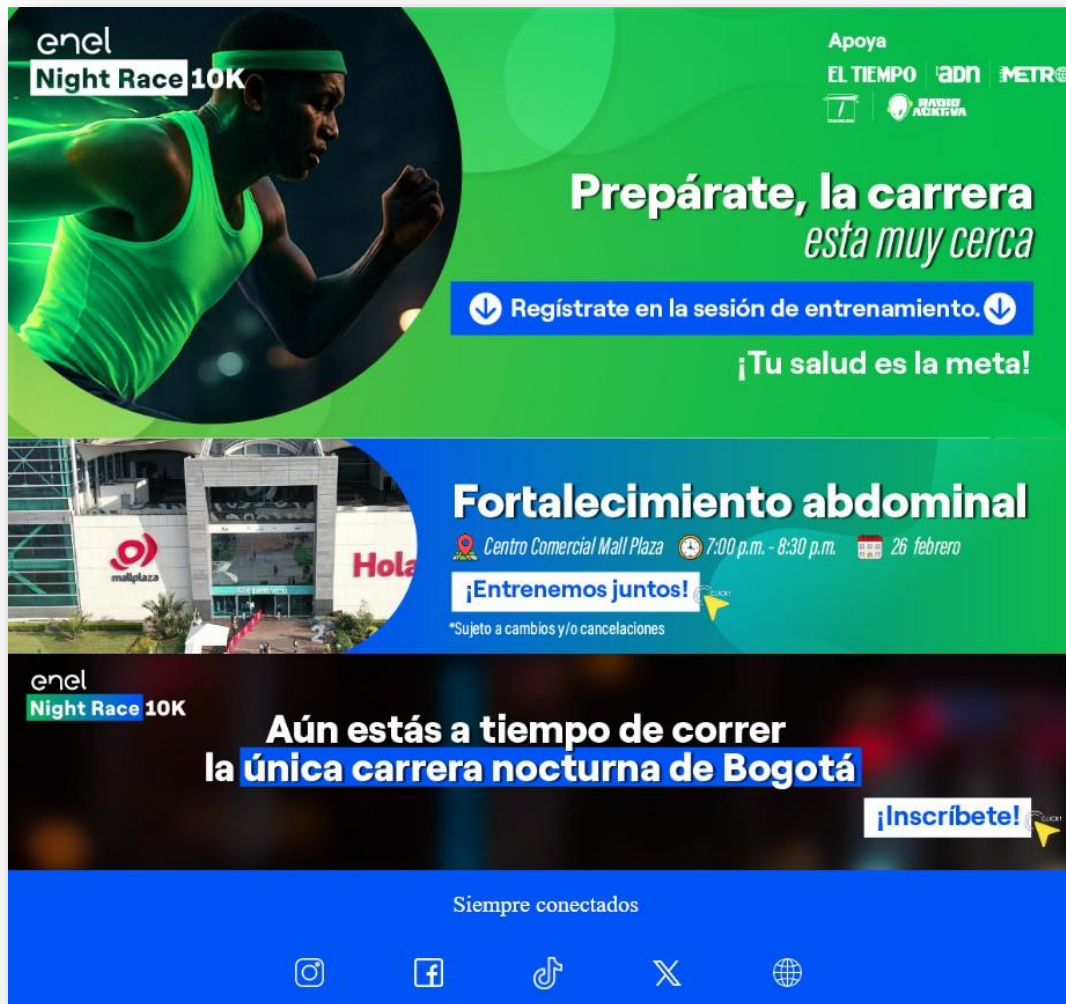 enel
Night Race 10K
Apoya
EL TIEMPO adn METRO
RADIO
ACKTIVA
Prepárate, la carrera
esta muy cerca
Regístrate en la sesión de entrenamiento.
¡Tu salud es la meta!
mallplaza
Hola
2
Fortalecimiento abdominal
Centro Comercial Mall Plaza 7:00 p.m. - 8:30 p.m. 26 febrero
¡Entrenemos juntos! CLICK!
*Sujeto a cambios y/o cancelaciones
enel
Night Race 10K
Aún estás a tiempo de correr
la única carrera nocturna de Bogotá
¡Inscríbete! CLICK!
Siempre conectados